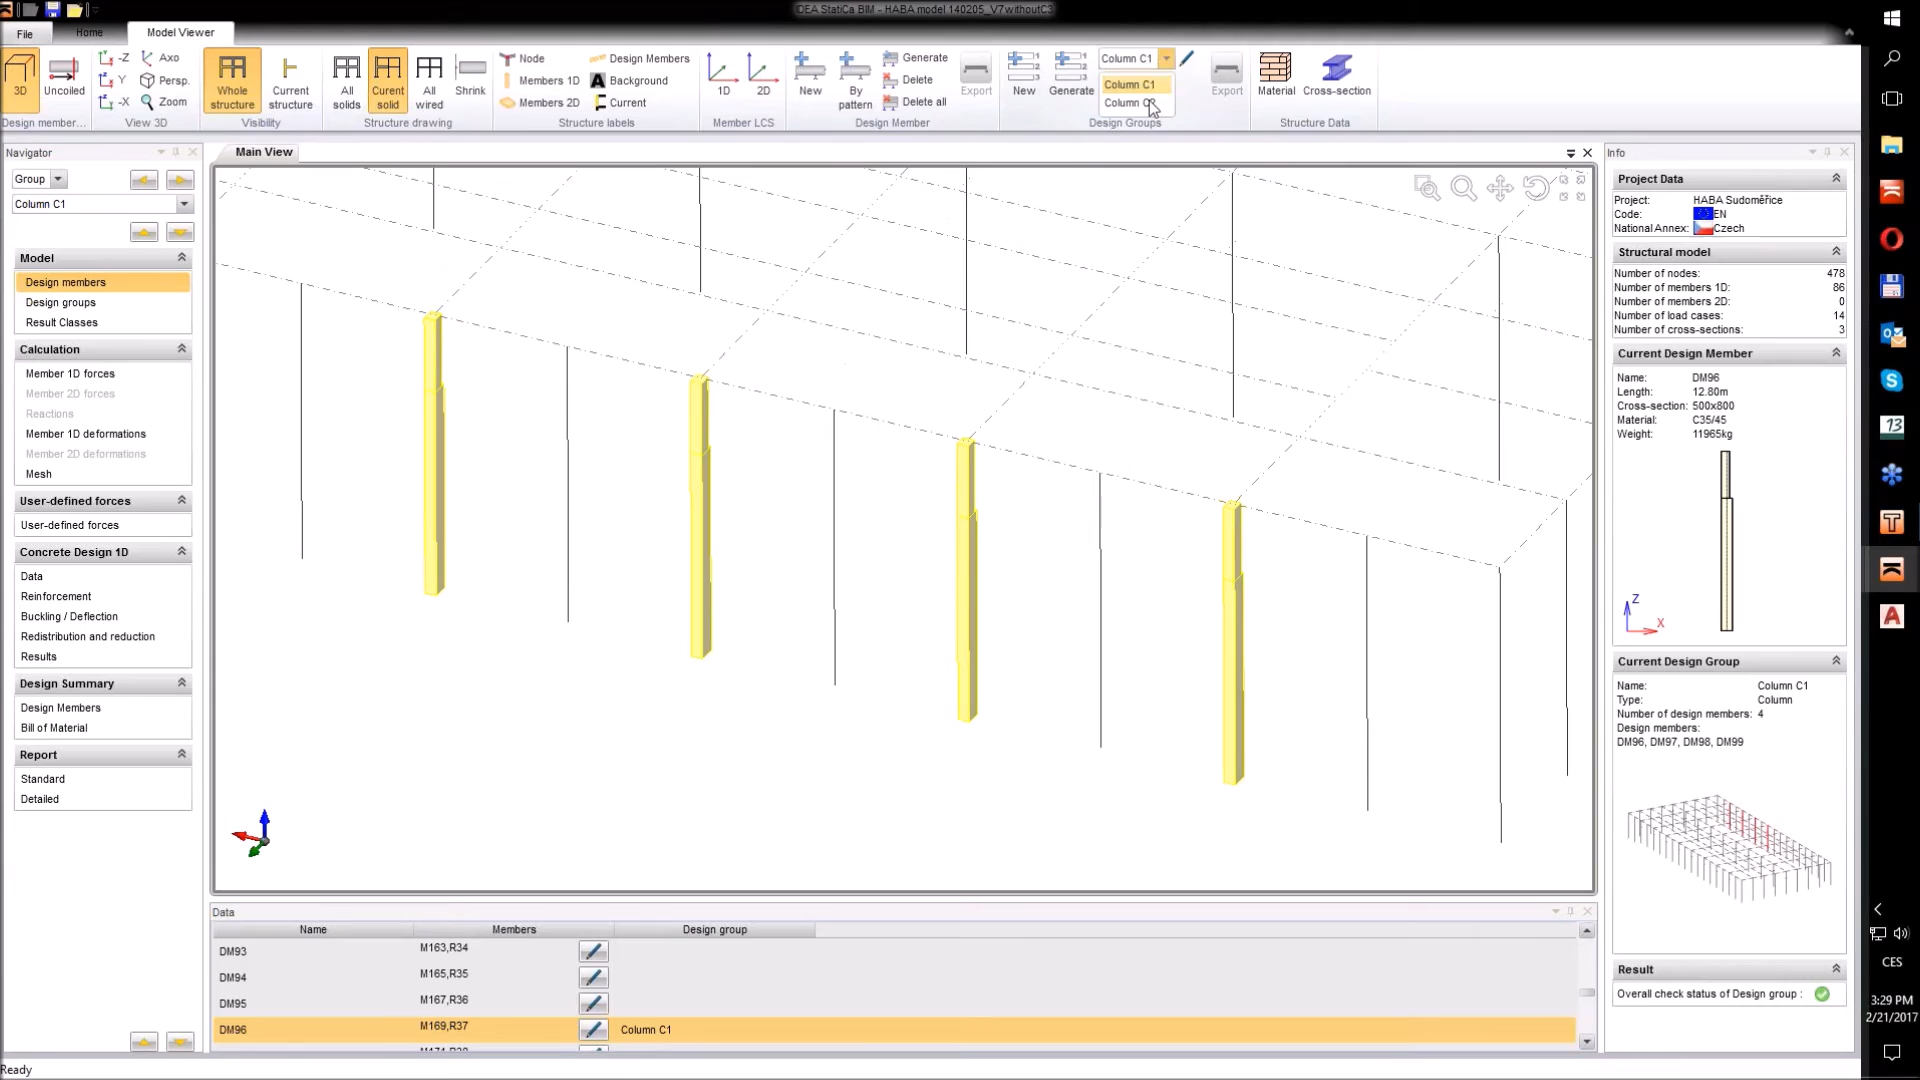 IDEA StatiCa BIM - HABA model 140205_V7withoutC3
File
Home
Model Viewer
3D
Uncoiled
-Z
Y
-X
Axo
Persp.
Zoom
Whole structure
Current structure
All solids
Curent solid
All wired
Shrink
Node
Members 1D
Members 2D
Design Members
Background
Current
1D
2D
New
By pattern
Generate
Delete
Delete all
Export
New
Generate
Column C1
Column C1
Column
Export
Material
Cross-section
Design member...
View 3D
Visibility
Structure drawing
Structure labels
Member LCS
Design Member
Design Groups
Structure Data
Navigator
Group
Column C1
Model
Design members
Design groups
Result Classes
Calculation
Member 1D forces
Member 2D forces
Reactions
Member 1D deformations
Member 2D deformations
Mesh
User-defined forces
User-defined forces
Concrete Design 1D
Data
Reinforcement
Buckling / Deflection
Redistribution and reduction
Results
Design Summary
Design Members
Bill of Material
Report
Standard
Detailed
Main View
Data
Name Members Design group
DM93 M163,R34
DM94 M165,R35
DM95 M167,R36
DM96 M169,R37 Column C1
Info
Project Data
Project: HABA Sudoměřice
Code: EN
National Annex: Czech
Structural model
Number of nodes: 478
Number of members 1D: 86
Number of members 2D: 0
Number of load cases: 14
Number of cross-sections: 3
Current Design Member
Name: DM96
Length: 12.80m
Cross-section: 500x800
Material: C35/45
Weight: 11965kg
Z
X
Current Design Group
Name: Column C1
Type: Column
Number of design members: 4
Design members:
DM96, DM97, DM98, DM99
Result
Overall check status of Design group :
Ready
13
T
A
CES
3:29 PM
2/21/2017